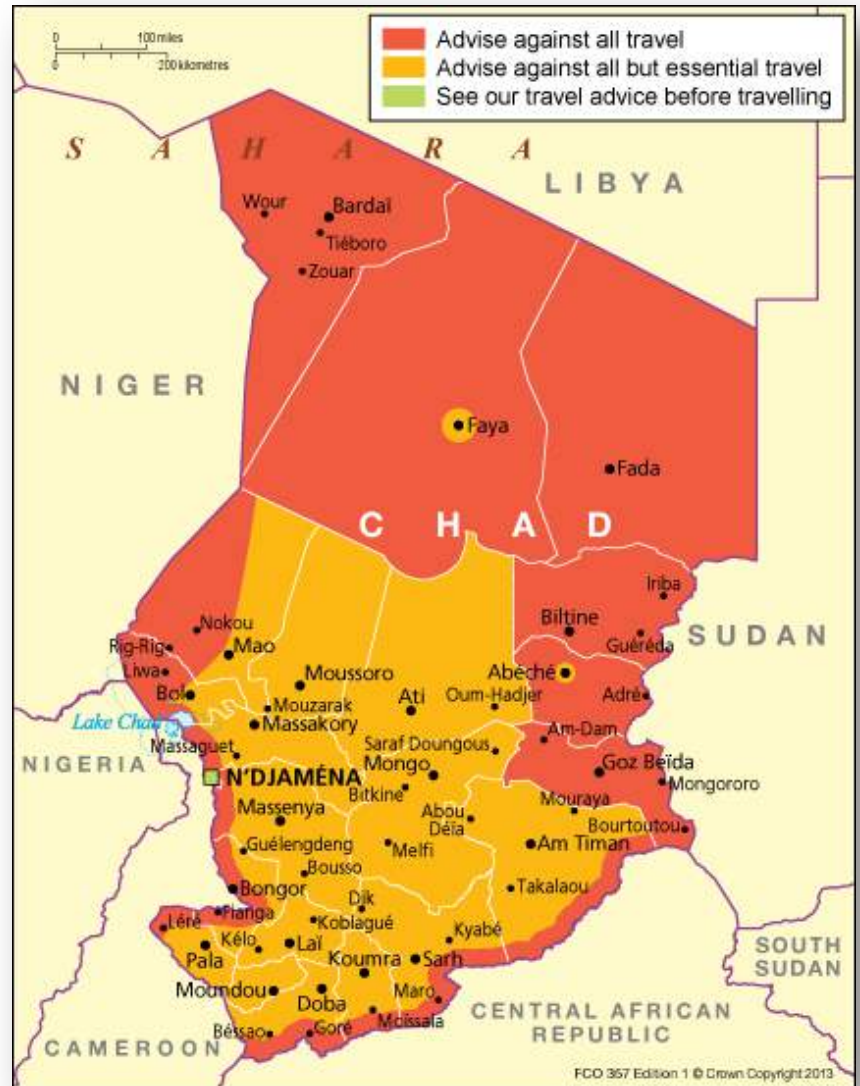 0 100 miles
0 200 kilometres
Advise against all travel
Advise against all but essential travel
See our travel advice before travelling
S A H A R A
LIBYA
Wour
Bardaï
Tiéboro
Zouar
NIGER
Faya
Fada
CHAD
Iriba
Nokou
Biltine
Guéréda
SUDAN
Rig-Rig
Mao
Liwa
Moussoro
Abéché
Bol
Mouzarak
Ati
Oum-Hadjer
Adré
Lake Chad
Massakory
Am-Dam
Massaguet
Saraf Doungous
NIGERIA
Mongo
Goz Beïda
N'DJAMÉNA
Bitkine
Mongororo
Massenya
Abou
Déïa
Mouraya
Bourtoutou
Guélengdeng
Melfi
Am Timan
Bousso
Bongor
Takalaou
Djk
Fianga
Léré
Koblagué
Kyabé
Kélo
Laï
Pala
Koumra
Sarh
SOUTH
SUDAN
Moundou
Doba
Maro
Moïssala
CENTRAL AFRICAN
REPUBLIC
Béssao
Goré
CAMEROON
FCO 367 Edition 1 © Crown Copyright 2013